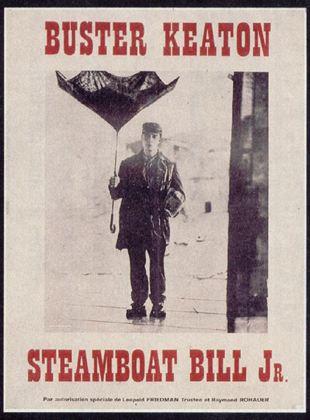 BUSTER KEATON
STEAMBOAT BILL JR.
Par autorisation spéciale de Leopold FRIEDMAN Trustee et Raymond ROHAUER